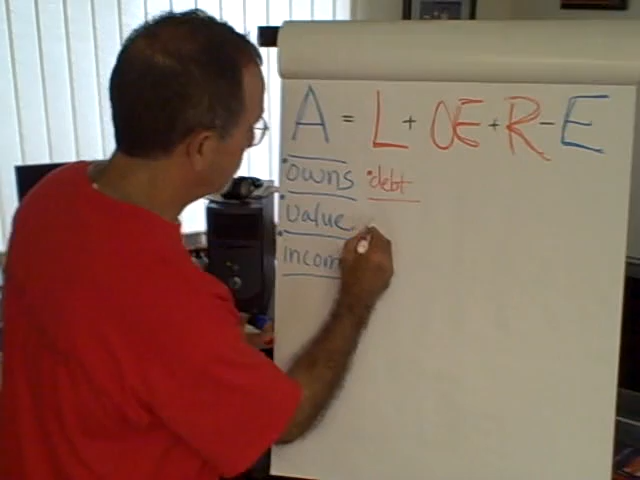 A = L + OE + R - E
• owns • debt
• value
• incom